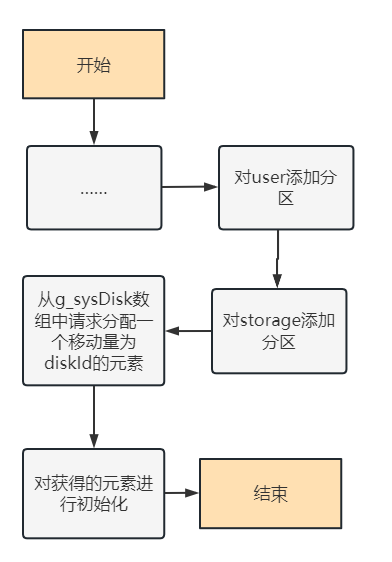 开始
......
对user添加分
区
对storage添加
分区
从g_sysDisk数
组中请求分配一
个移动量为
diskId的元素
对获得的元素进
行初始化
结束